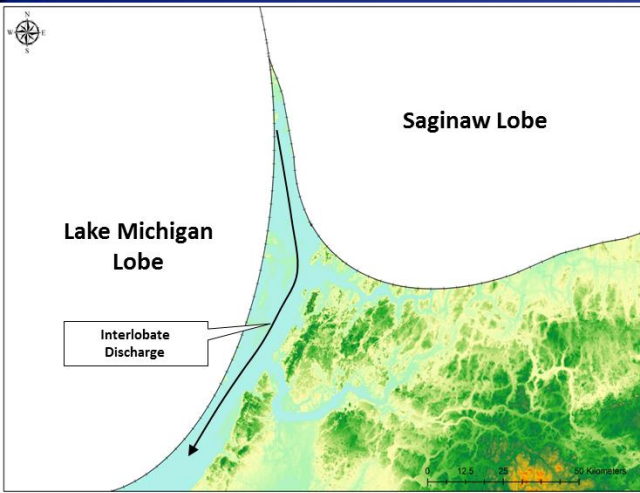 N
W E
S
Saginaw Lobe
Lake Michigan
Lobe
Interlobate
Discharge
0 12.5 25 50 Kilometers